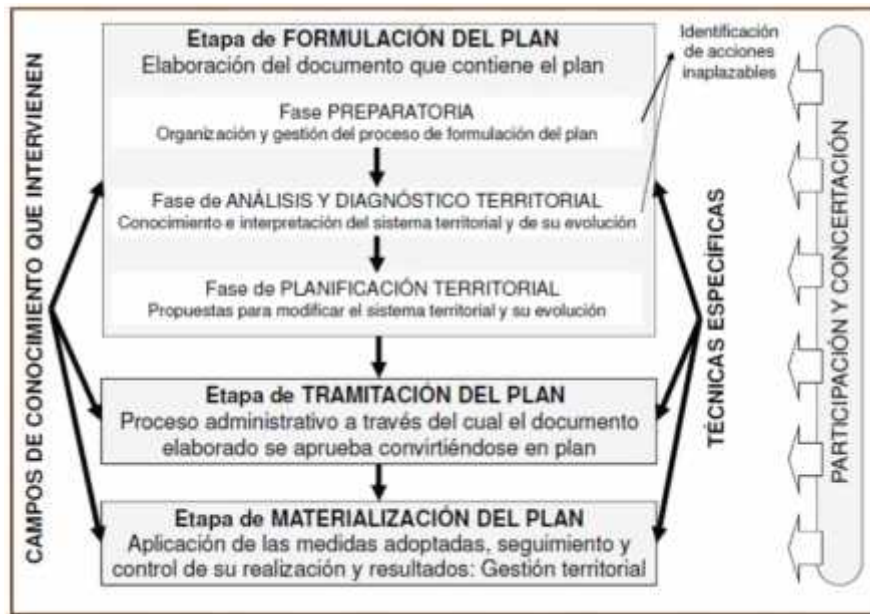 Etapa de FORMULACIÓN DEL PLAN
Elaboración del documento que contiene el plan
Fase PREPARATORIA
Organización y gestión del proceso de formulación del plan
Fase de ANÁLISIS Y DIAGNÓSTICO TERRITORIAL
Conocimiento e interpretación del sistema territorial y de su evolución
Fase de PLANIFICACIÓN TERRITORIAL
Propuestas para modificar el sistema territorial y su evolución
Etapa de TRAMITACIÓN DEL PLAN
Proceso administrativo a través del cual el documento
elaborado se aprueba convirtiéndose en plan
Etapa de MATERIALIZACIÓN DEL PLAN
Aplicación de las medidas adoptadas, seguimiento y
control de su realización y resultados: Gestión territorial
CAMPOS DE CONOCIMIENTO QUE INTERVIENEN
Identificación
de acciones
inaplazables
TÉCNICAS ESPECÍFICAS
PARTICIPACIÓN Y CONCERTACIÓN